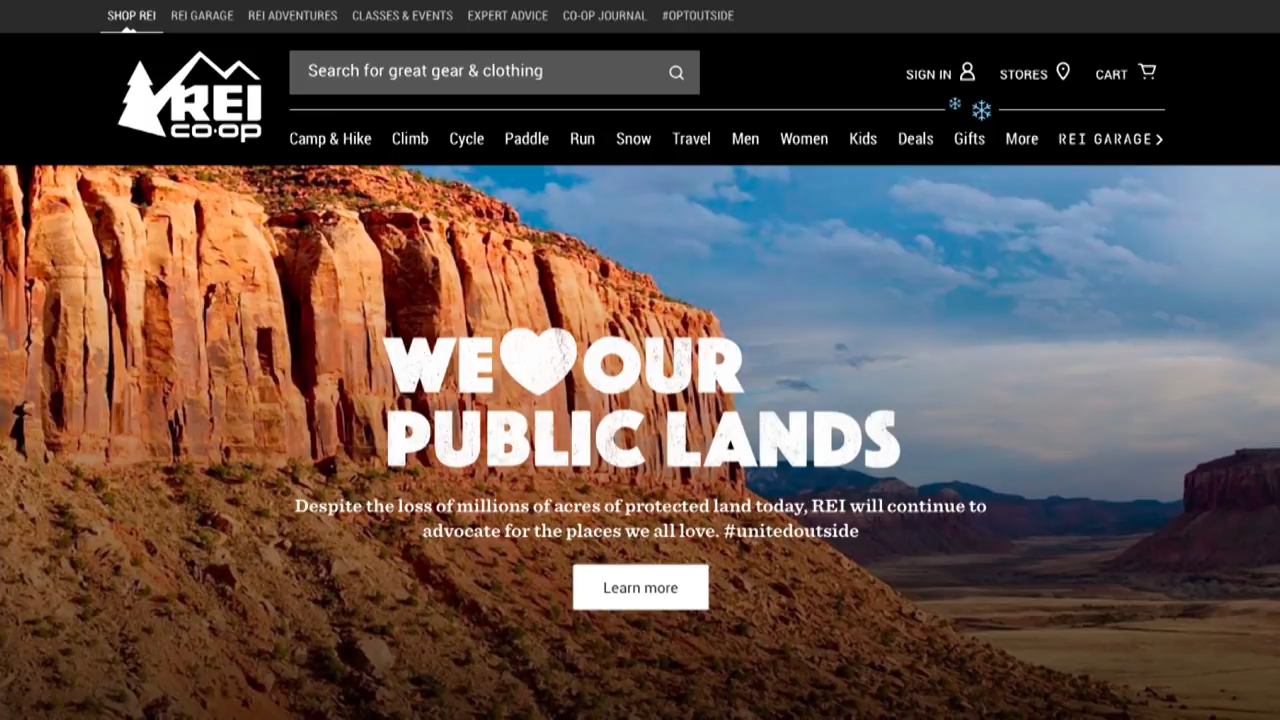 SHOP REI REI GARAGE REI ADVENTURES CLASSES & EVENTS EXPERT ADVICE CO-OP JOURNAL #OPTOUTSIDE
REI
co·op
Search for great gear & clothing
SIGN IN STORES CART
Camp & Hike Climb Cycle Paddle Run Snow Travel Men Women Kids Deals Gifts More REI GARAGE
WE OUR
PUBLIC LANDS
Despite the loss of millions of acres of protected land today, REI will continue to
advocate for the places we all love. #unitedoutside
Learn more